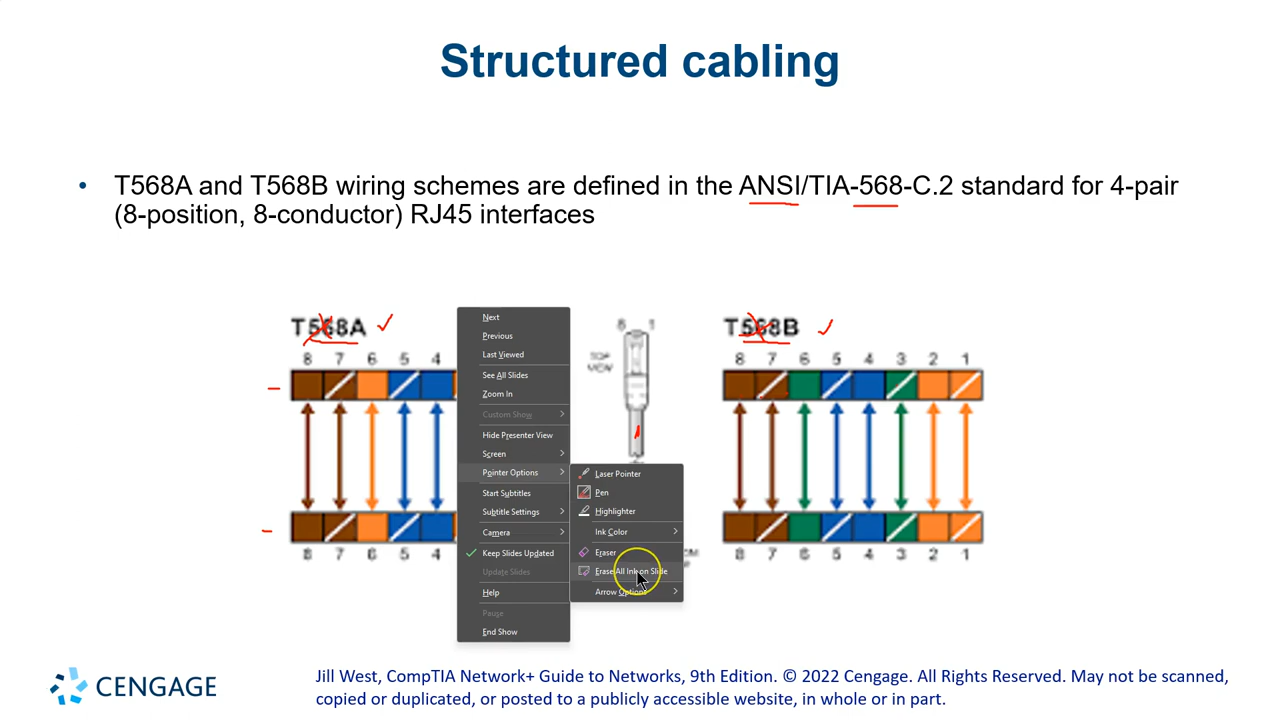 Structured cabling
• T568A and T568B wiring schemes are defined in the ANSI/TIA-568-C.2 standard for 4-pair
(8-position, 8-conductor) RJ45 interfaces
T568A
8 7 6 5 4
8 7 6 5 4
Next
Previous
Last Viewed
See All Slides
Zoom In
Custom Show
Hide Presenter View
Screen
Pointer Options
Start Subtitles
Subtitle Settings
Camera
Keep Slides Updated
Update Slides
Help
Pause
End Show
8 1
TOP
VIEW
Laser Pointer
Pen
Highlighter
Ink Color
Eraser
Erase All Ink on Slide
Arrow Options
T568B
8 7 6 5 4 3 2 1
8 7 6 5 4 3 2 1
CENGAGE
Jill West, CompTIA Network+ Guide to Networks, 9th Edition. © 2022 Cengage. All Rights Reserved. May not be scanned,
copied or duplicated, or posted to a publicly accessible website, in whole or in part.